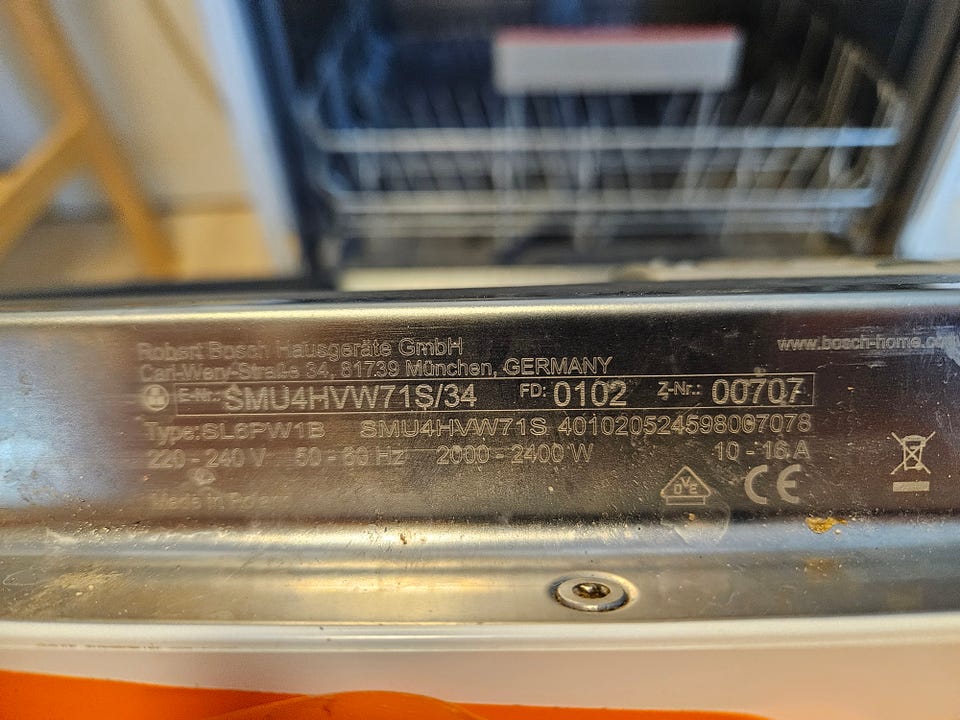 Robert Bosch Hausgeräte GmbH
www.bosch-home.com
Carl-Wery-Straße 34, 81739 München, GERMANY
E-Nr.: SMU4HVW71S/34 FD: 0102 Z-Nr.: 00707
Type: SL6PW1B SMU4HVW71S 401020524598007078
220 - 240 V 50 - 60 Hz 2000 - 2400 W 10 - 16 A
Made in Poland
DVE
CE